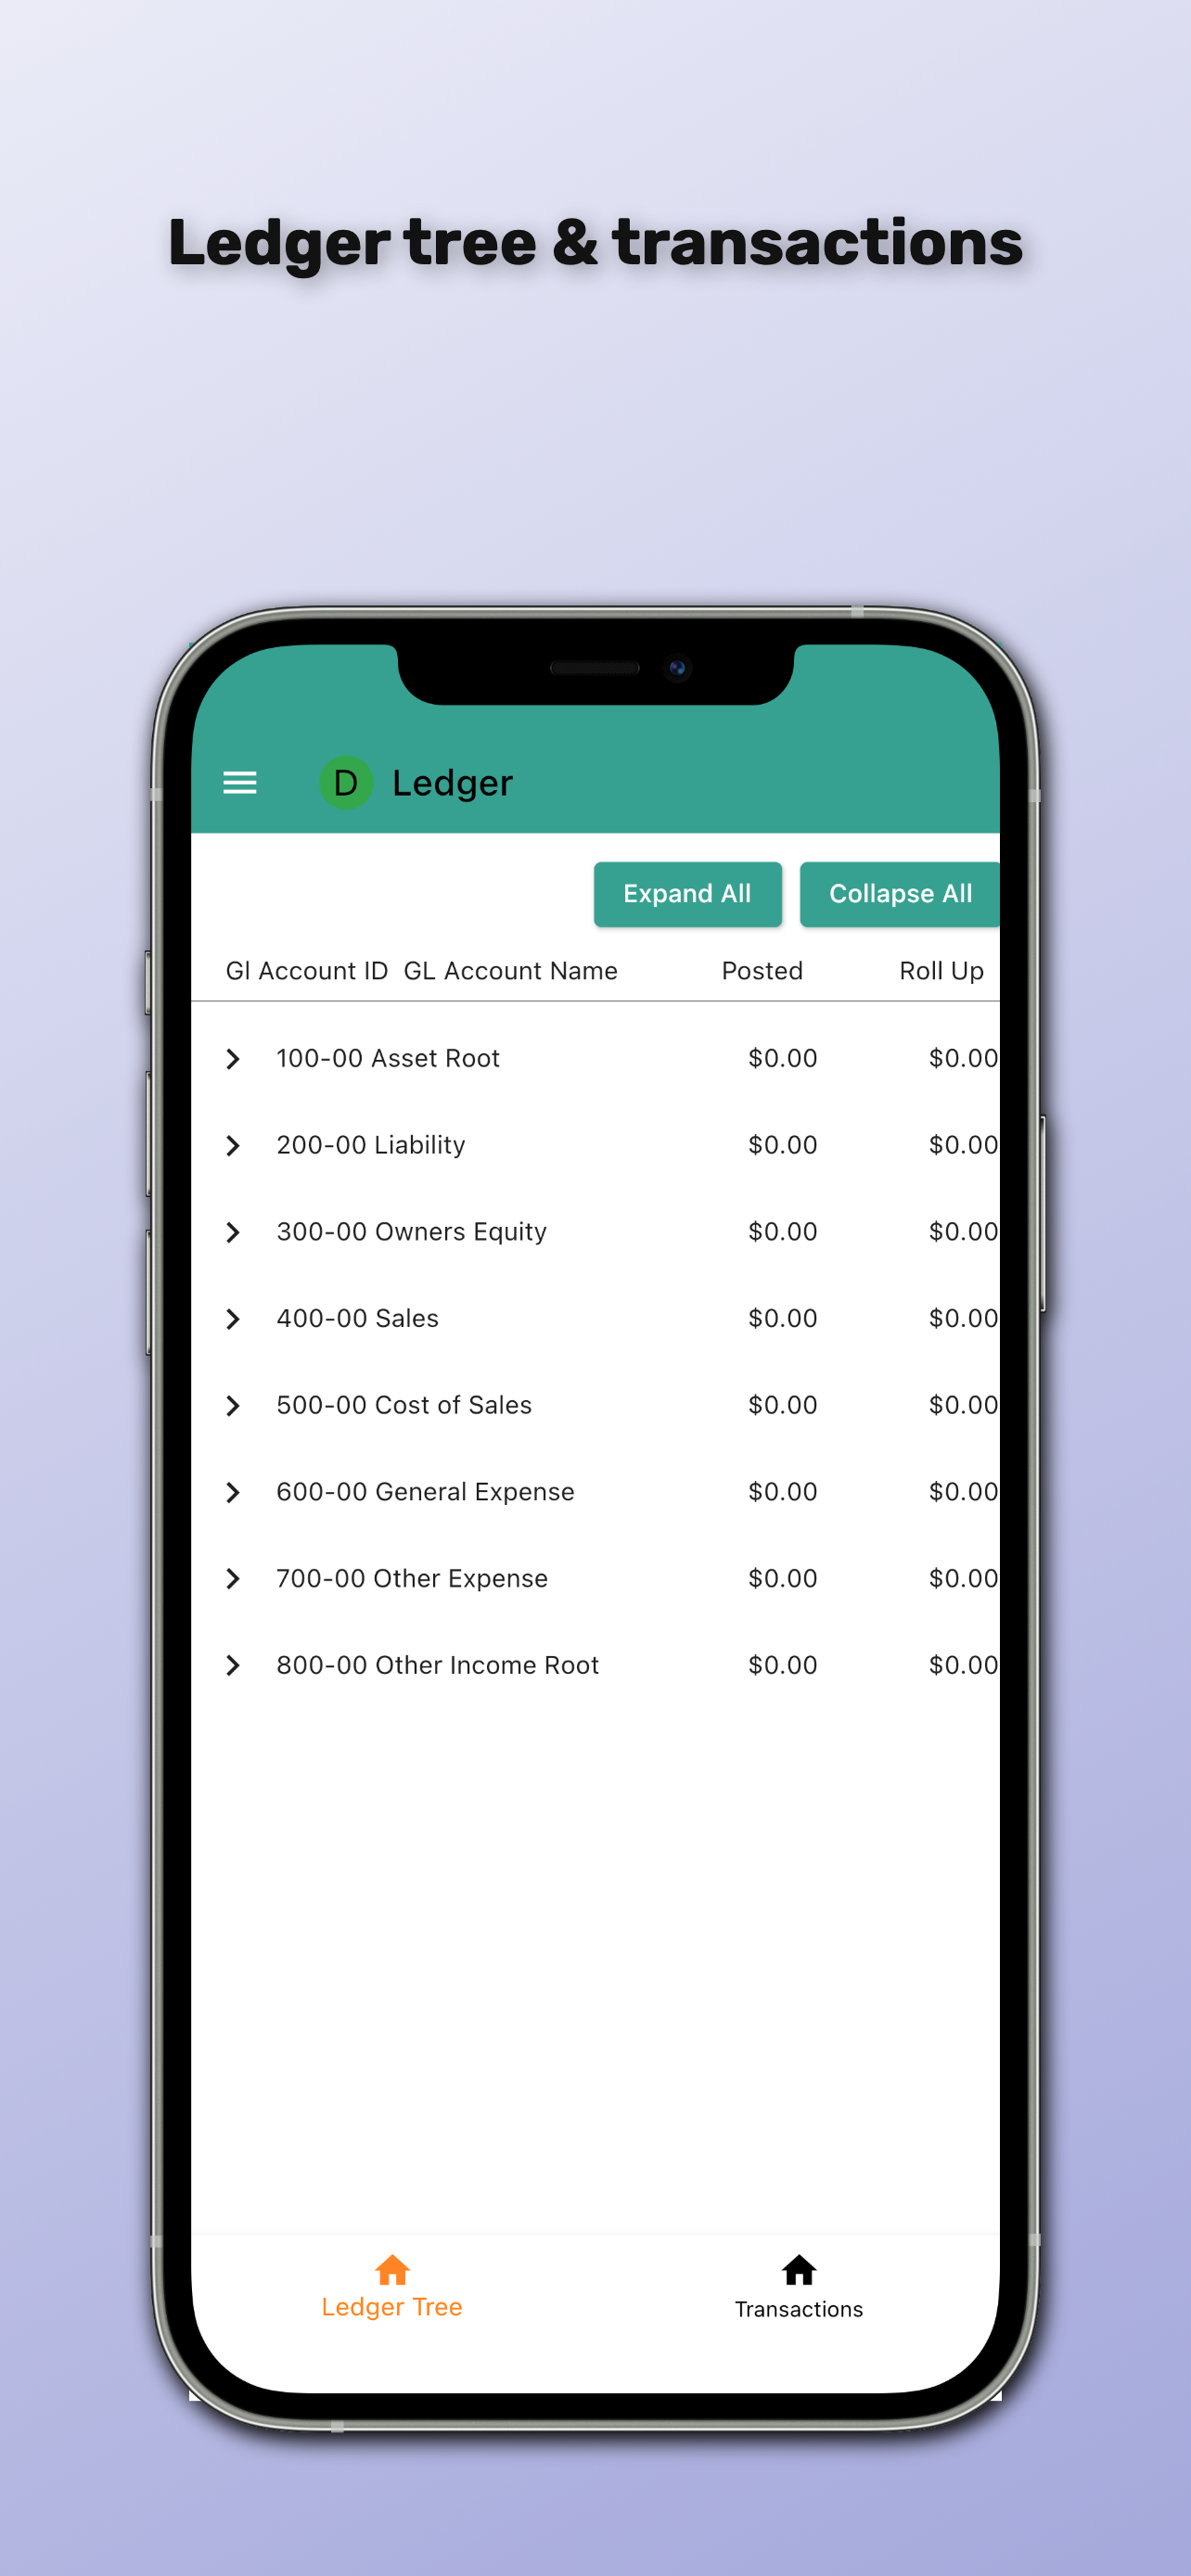 Ledger tree & transactions
D Ledger
Expand All Collapse All
Gl Account ID GL Account Name Posted Roll Up
100-00 Asset Root $0.00 $0.00
200-00 Liability $0.00 $0.00
300-00 Owners Equity $0.00 $0.00
400-00 Sales $0.00 $0.00
500-00 Cost of Sales $0.00 $0.00
600-00 General Expense $0.00 $0.00
700-00 Other Expense $0.00 $0.00
800-00 Other Income Root $0.00 $0.00
Ledger Tree Transactions